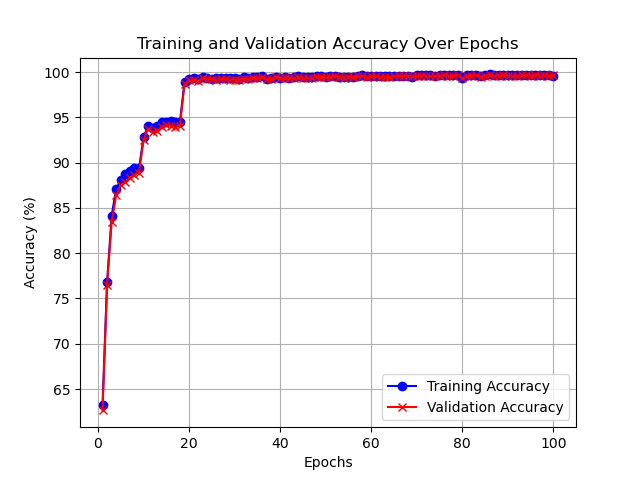 Training and Validation Accuracy Over Epochs
100
95
90
85
80
75
70
65
Accuracy (%)
Training Accuracy
Validation Accuracy
0
20
40
60
80
100
Epochs